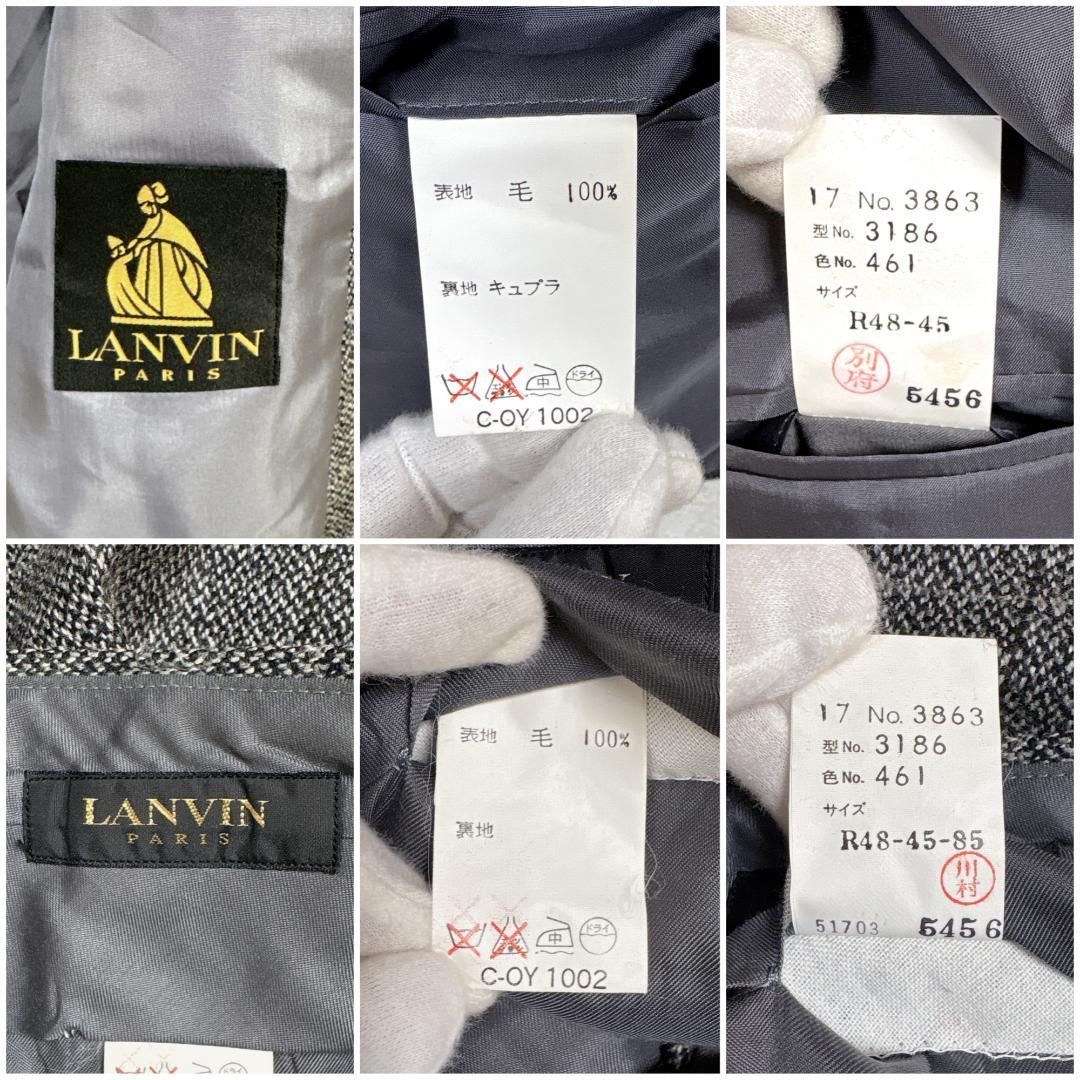 LANVIN
PARIS
表地 毛 100%
裏地 キュプラ
中 ドライ
C-OY 1002
17 No. 3863
型No. 3186
色No. 461
サイズ
R48-45
別府
5456
LANVIN
PARIS
表地 毛 100%
裏地
中 ドライ
C-OY 1002
17 No. 3863
型No. 3186
色No. 461
サイズ
R48-45-85
川村
51703 5456